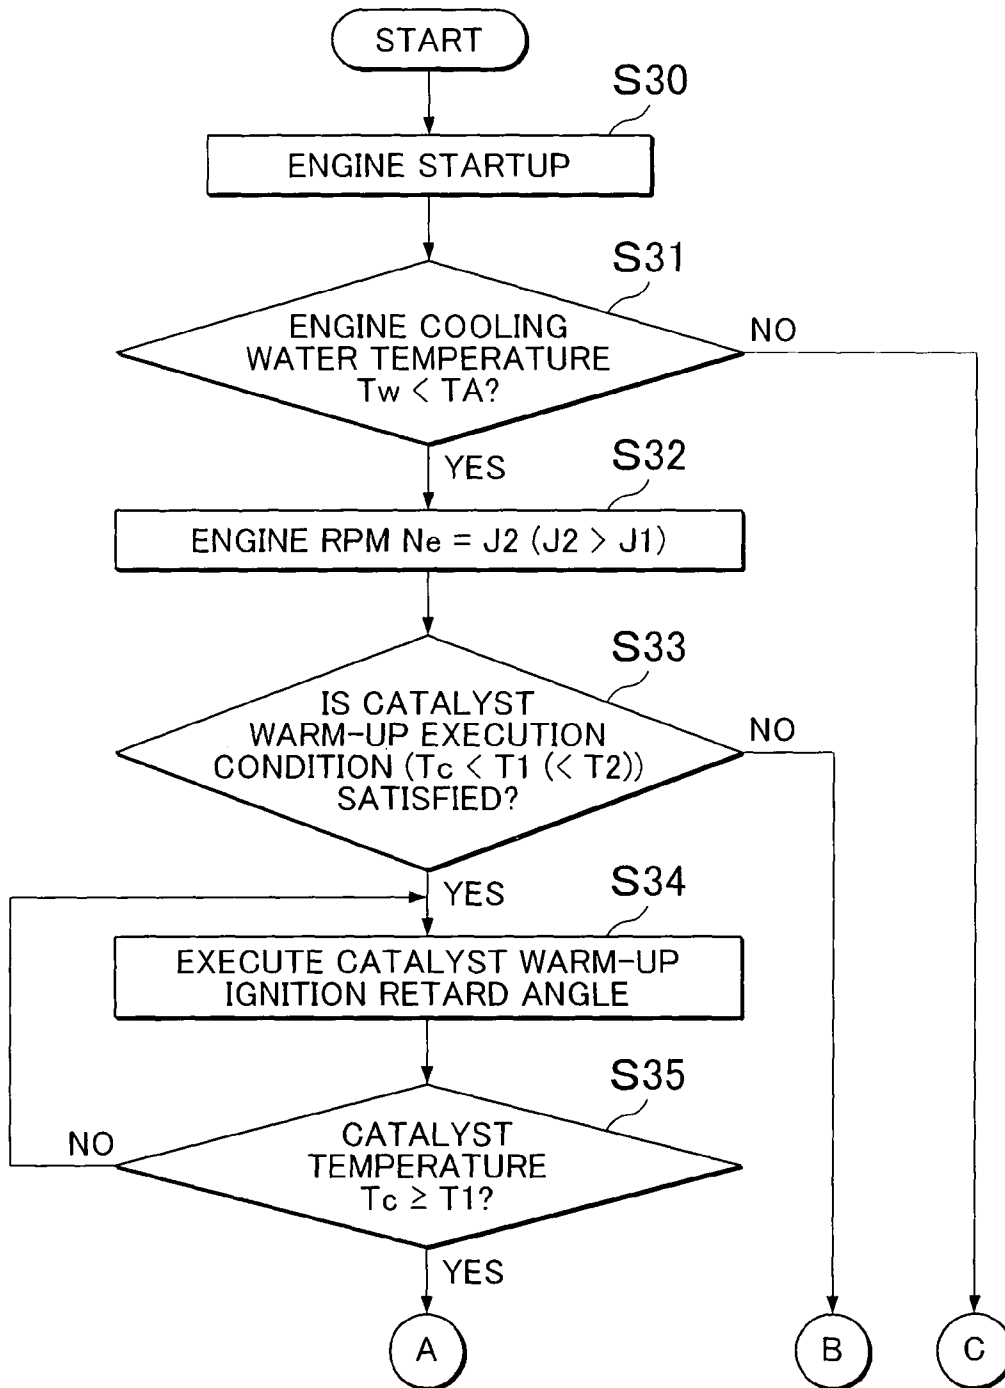 START
S30
ENGINE STARTUP
S31
ENGINE COOLING
WATER TEMPERATURE
Tw < TA?
NO
YES
S32
ENGINE RPM Ne = J2 (J2 > J1)
S33
IS CATALYST
WARM-UP EXECUTION
CONDITION (Tc < T1 (< T2))
SATISFIED?
NO
YES
S34
EXECUTE CATALYST WARM-UP
IGNITION RETARD ANGLE
S35
CATALYST
TEMPERATURE
Tc ≥ T1?
NO
YES
A
B
C